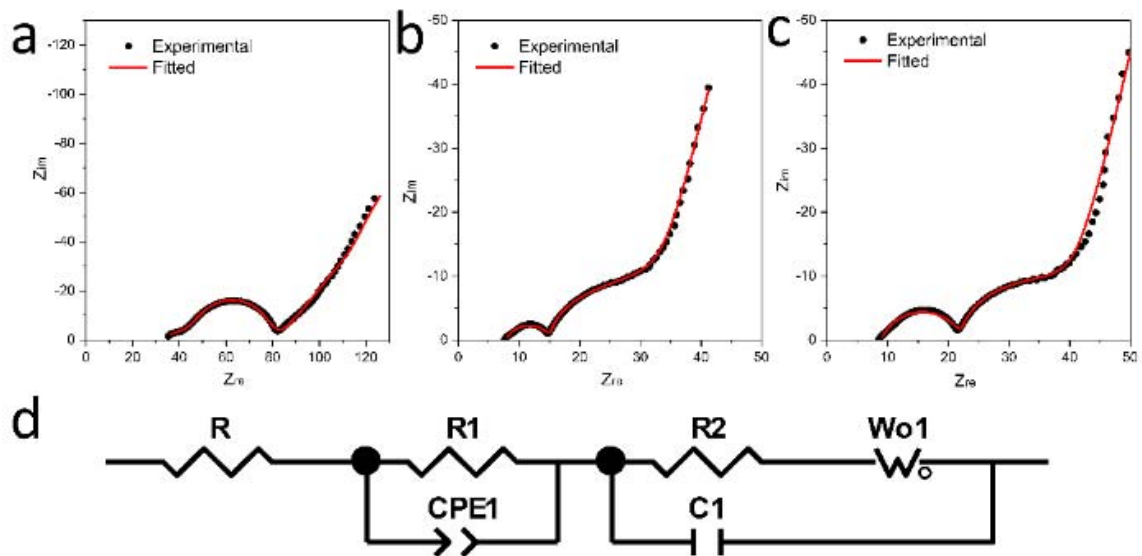 a
Experimental
Fitted
-120
-100
-80
-60
-40
-20
0
Zim
0 20 40 60 80 100 120
Zre
b
Experimental
Fitted
-50
-40
-30
-20
-10
0
Zim
0 10 20 30 40 50
Zre
c
Experimental
Fitted
-50
-40
-30
-20
-10
0
Zim
0 10 20 30 40 50
Zre
d
R R1 R2 Wo1
CPE1 C1